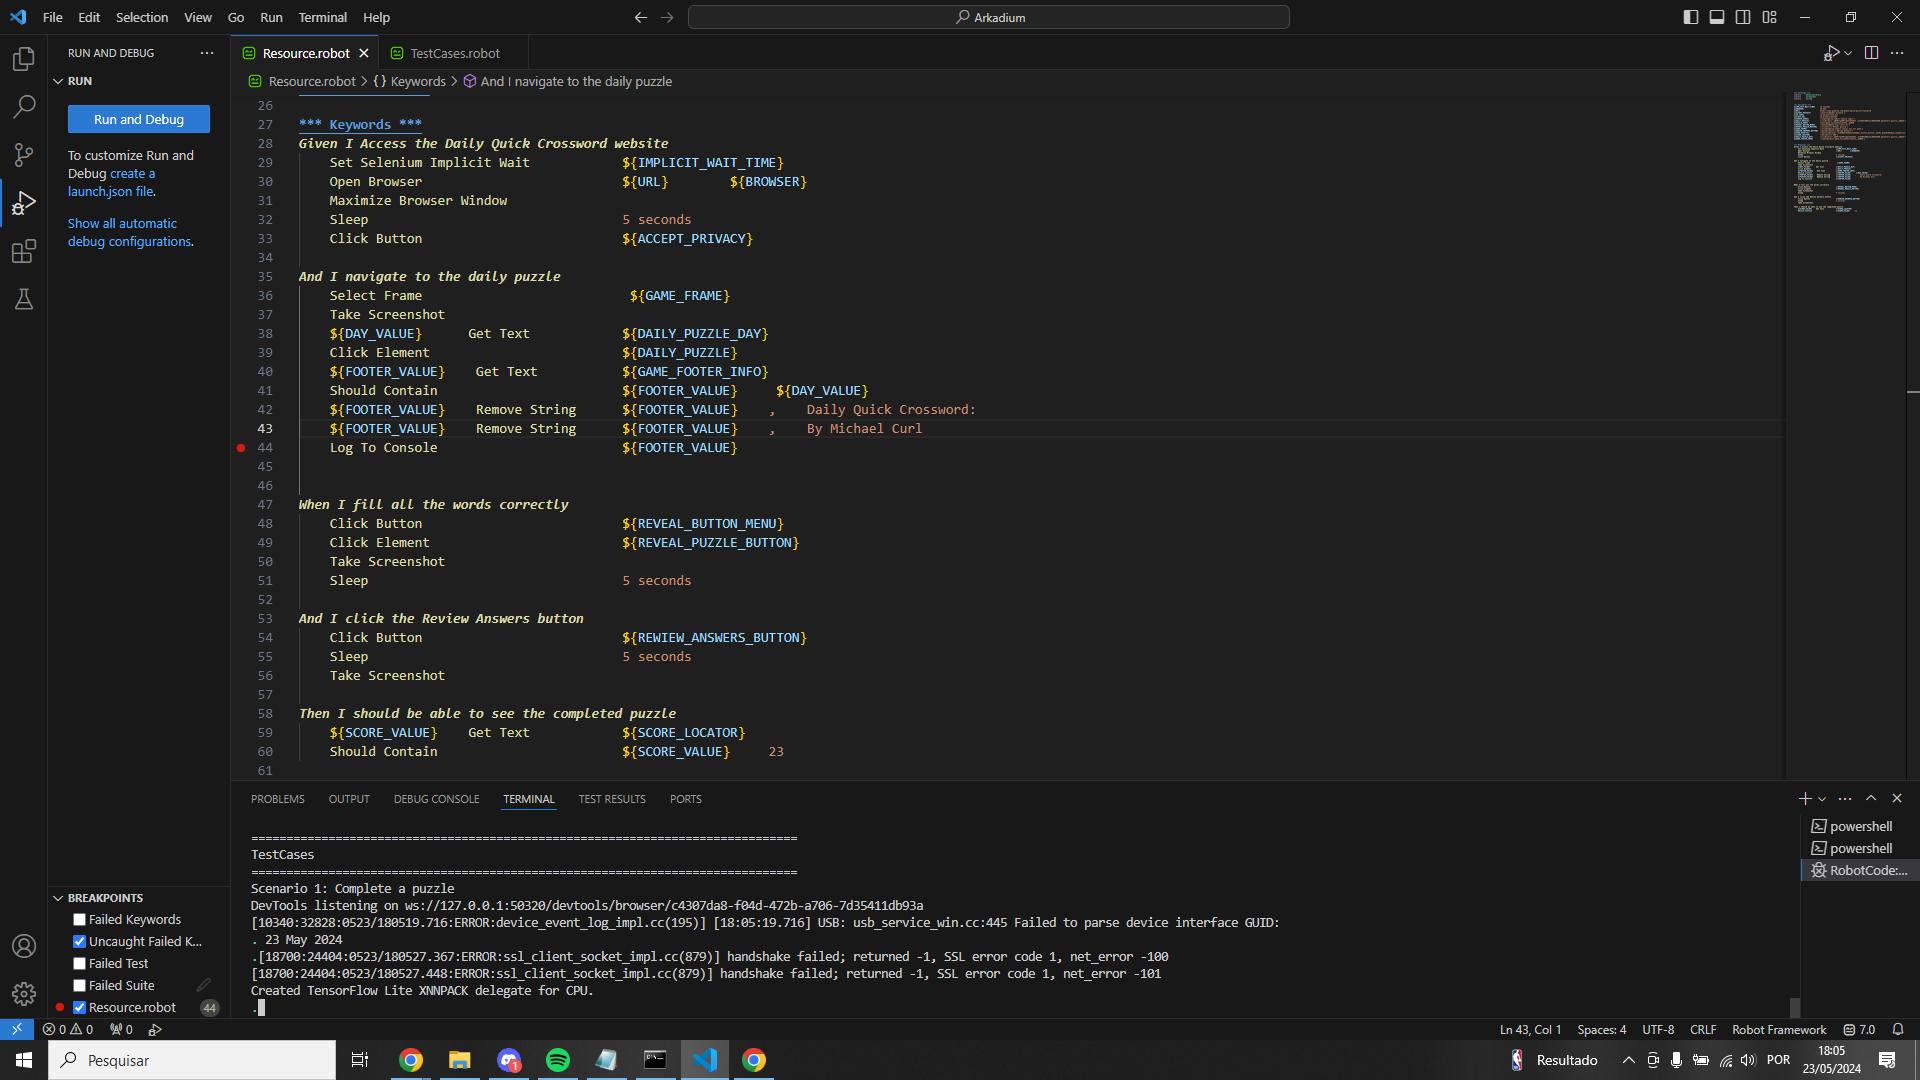 File Edit Selection View Go Run Terminal Help
Arkadium
RUN AND DEBUG
RUN
Run and Debug
To customize Run and
Debug create a
launch.json file.
Show all automatic
debug configurations.
BREAKPOINTS
Failed Keywords
Uncaught Failed K...
Failed Test
Failed Suite
Resource.robot 44
Resource.robot
TestCases.robot
Resource.robot > {} Keywords > And I navigate to the daily puzzle
26
27 *** Keywords ***
28 Given I Access the Daily Quick Crossword website
29 Set Selenium Implicit Wait ${IMPLICIT_WAIT_TIME}
30 Open Browser ${URL} ${BROWSER}
31 Maximize Browser Window
32 Sleep 5 seconds
33 Click Button ${ACCEPT_PRIVACY}
34
35 And I navigate to the daily puzzle
36 Select Frame ${GAME_FRAME}
37 Take Screenshot
38 ${DAY_VALUE} Get Text ${DAILY_PUZZLE_DAY}
39 Click Element ${DAILY_PUZZLE}
40 ${FOOTER_VALUE} Get Text ${GAME_FOOTER_INFO}
41 Should Contain ${FOOTER_VALUE} ${DAY_VALUE}
42 ${FOOTER_VALUE} Remove String ${FOOTER_VALUE} , Daily Quick Crossword:
43 ${FOOTER_VALUE} Remove String ${FOOTER_VALUE} , By Michael Curl
44 Log To Console ${FOOTER_VALUE}
45
46
47 When I fill all the words correctly
48 Click Button ${REVEAL_BUTTON_MENU}
49 Click Element ${REVEAL_PUZZLE_BUTTON}
50 Take Screenshot
51 Sleep 5 seconds
52
53 And I click the Review Answers button
54 Click Button ${REWIEW_ANSWERS_BUTTON}
55 Sleep 5 seconds
56 Take Screenshot
57
58 Then I should be able to see the completed puzzle
59 ${SCORE_VALUE} Get Text ${SCORE_LOCATOR}
60 Should Contain ${SCORE_VALUE} 23
61
PROBLEMS OUTPUT DEBUG CONSOLE TERMINAL TEST RESULTS PORTS
==============================================================================
TestCases
==============================================================================
Scenario 1: Complete a puzzle
DevTools listening on ws://127.0.0.1:50320/devtools/browser/c4307da8-f04d-472b-a706-7d35411db93a
[10340:32828:0523/180519.716:ERROR:device_event_log_impl.cc(195)] [18:05:19.716] USB: usb_service_win.cc:445 Failed to parse device interface GUID:
. 23 May 2024
.[18700:24404:0523/180527.367:ERROR:ssl_client_socket_impl.cc(879)] handshake failed; returned -1, SSL error code 1, net_error -100
[18700:24404:0523/180527.448:ERROR:ssl_client_socket_impl.cc(879)] handshake failed; returned -1, SSL error code 1, net_error -101
Created TensorFlow Lite XNNPACK delegate for CPU.
.
powershell
powershell
RobotCode:...
0 0 0
Ln 43, Col 1 Spaces: 4 UTF-8 CRLF Robot Framework 7.0
Pesquisar
1
Resultado
POR
18:05
23/05/2024